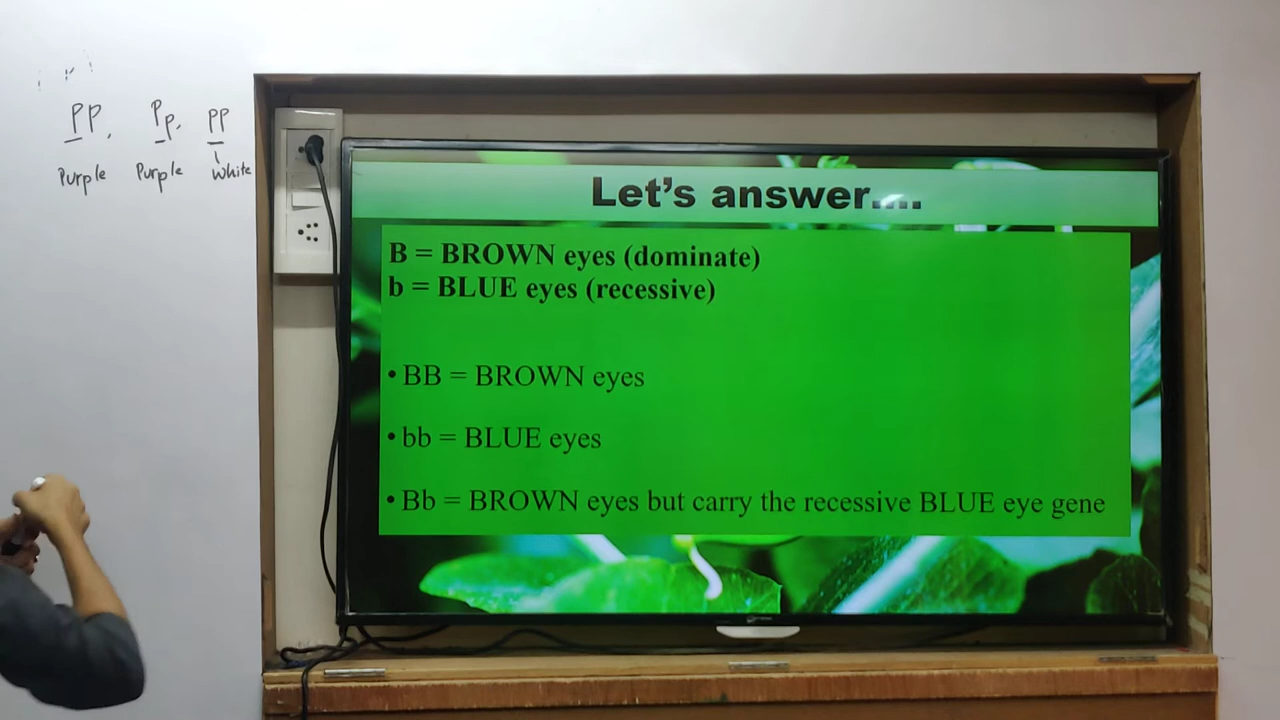 PP, Pp, pp
Purple Purple White
Let's answer....
B = BROWN eyes (dominate)
b = BLUE eyes (recessive)
• BB = BROWN eyes
• bb = BLUE eyes
• Bb = BROWN eyes but carry the recessive BLUE eye gene